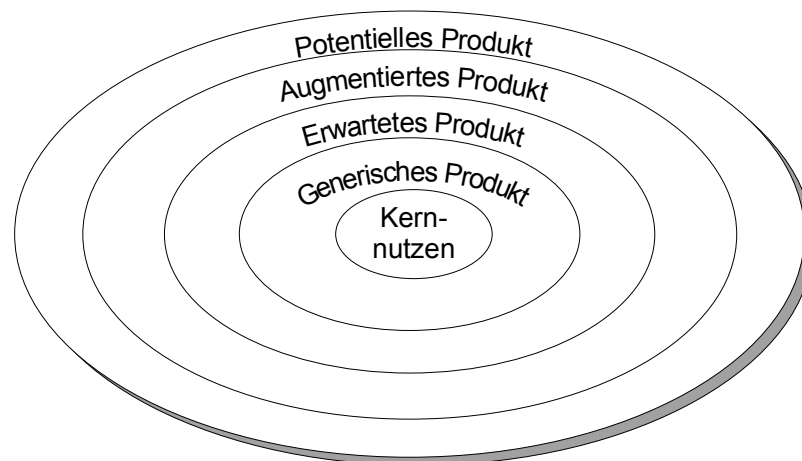 Potentielles Produkt
Augmentiertes Produkt
Erwartetes Produkt
Generisches Produkt
Kern-
nutzen